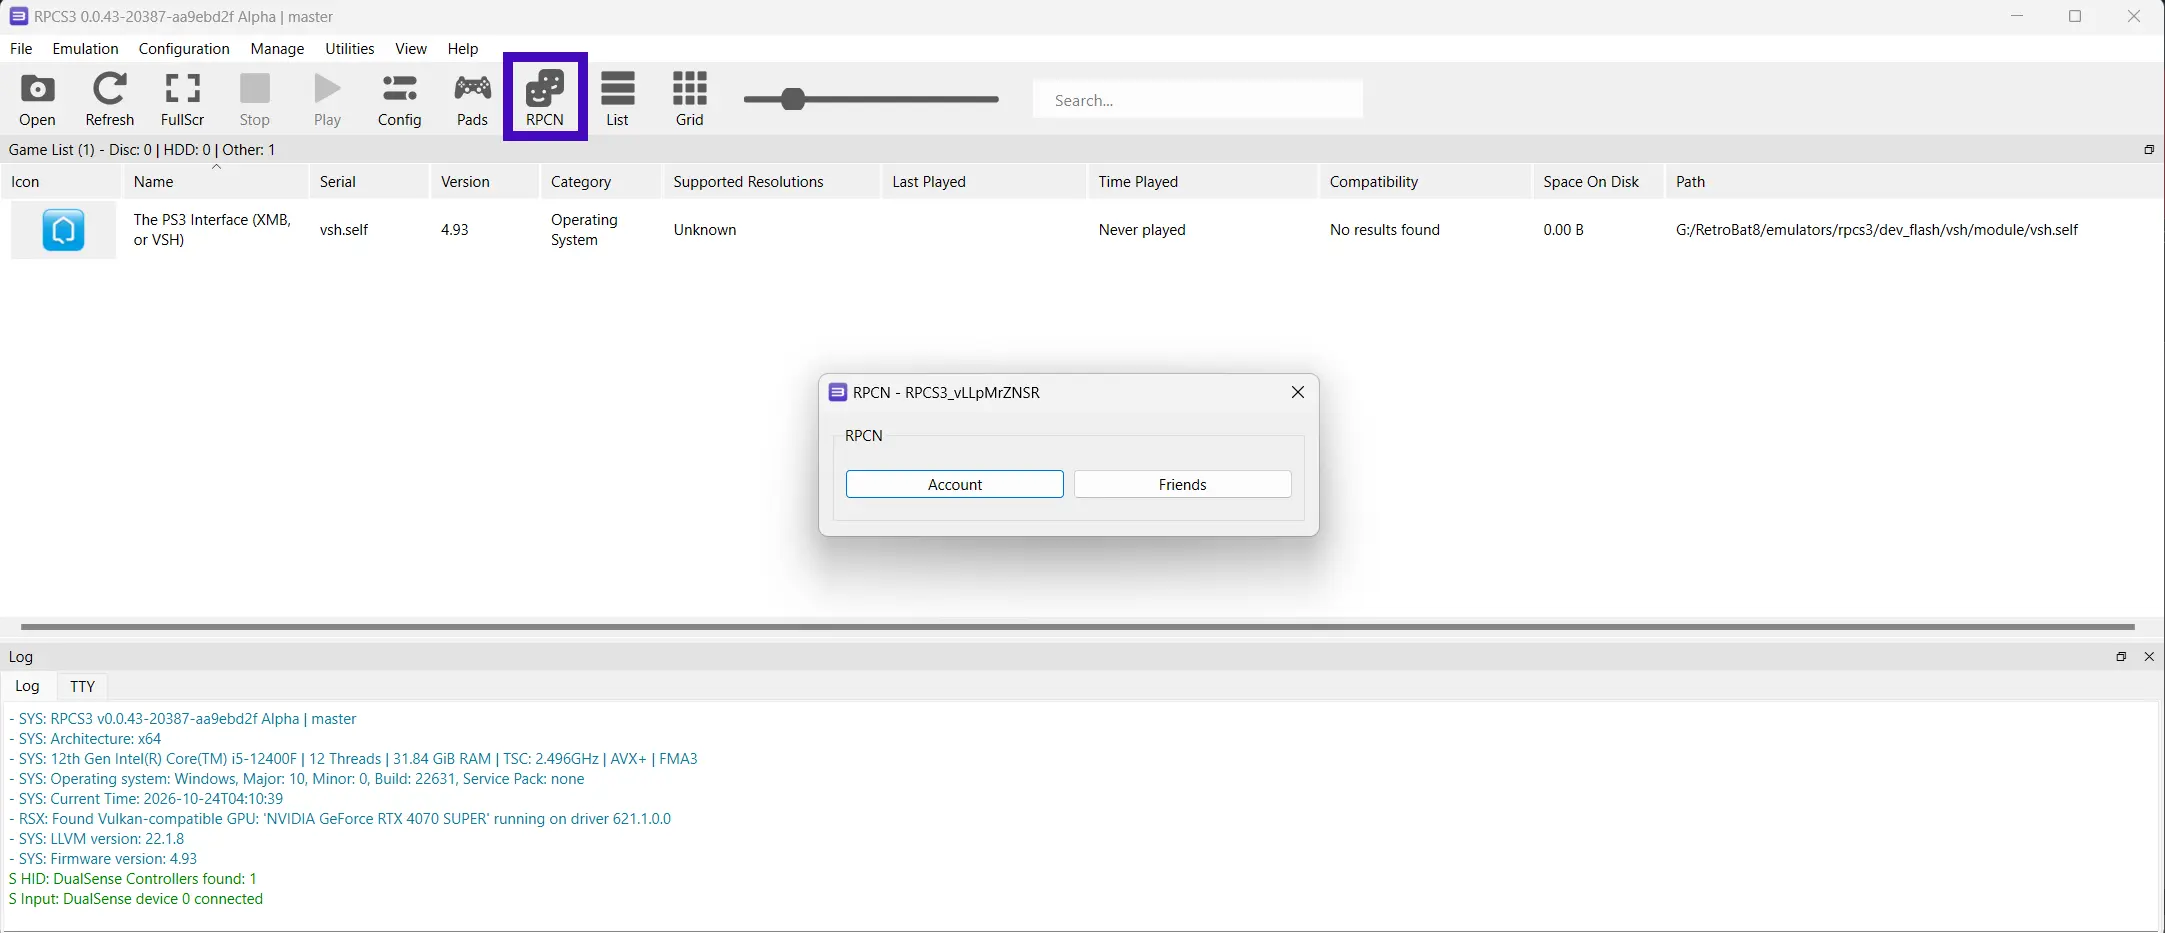 RPCS3 0.0.43-20387-aa9ebd2f Alpha | master
File Emulation Configuration Manage Utilities View Help
Open Refresh FullScr Stop Play Config Pads RPCN List Grid Search...
Game List (1) - Disc: 0 | HDD: 0 | Other: 1
Icon Name Serial Version Category Supported Resolutions Last Played Time Played Compatibility Space On Disk Path
The PS3 Interface (XMB, or VSH) vsh.self 4.93 Operating System Unknown Never played No results found 0.00 B G:/RetroBat8/emulators/rpcs3/dev_flash/vsh/module/vsh.self
RPCN - RPCS3_vLLpMrZNSR
RPCN
Account Friends
Log
Log TTY
- SYS: RPCS3 v0.0.43-20387-aa9ebd2f Alpha | master
- SYS: Architecture: x64
- SYS: 12th Gen Intel(R) Core(TM) i5-12400F | 12 Threads | 31.84 GiB RAM | TSC: 2.496GHz | AVX+ | FMA3
- SYS: Operating system: Windows, Major: 10, Minor: 0, Build: 22631, Service Pack: none
- SYS: Current Time: 2026-10-24T04:10:39
- RSX: Found Vulkan-compatible GPU: 'NVIDIA GeForce RTX 4070 SUPER' running on driver 621.1.0.0
- SYS: LLVM version: 22.1.8
- SYS: Firmware version: 4.93
S HID: DualSense Controllers found: 1
S Input: DualSense device 0 connected